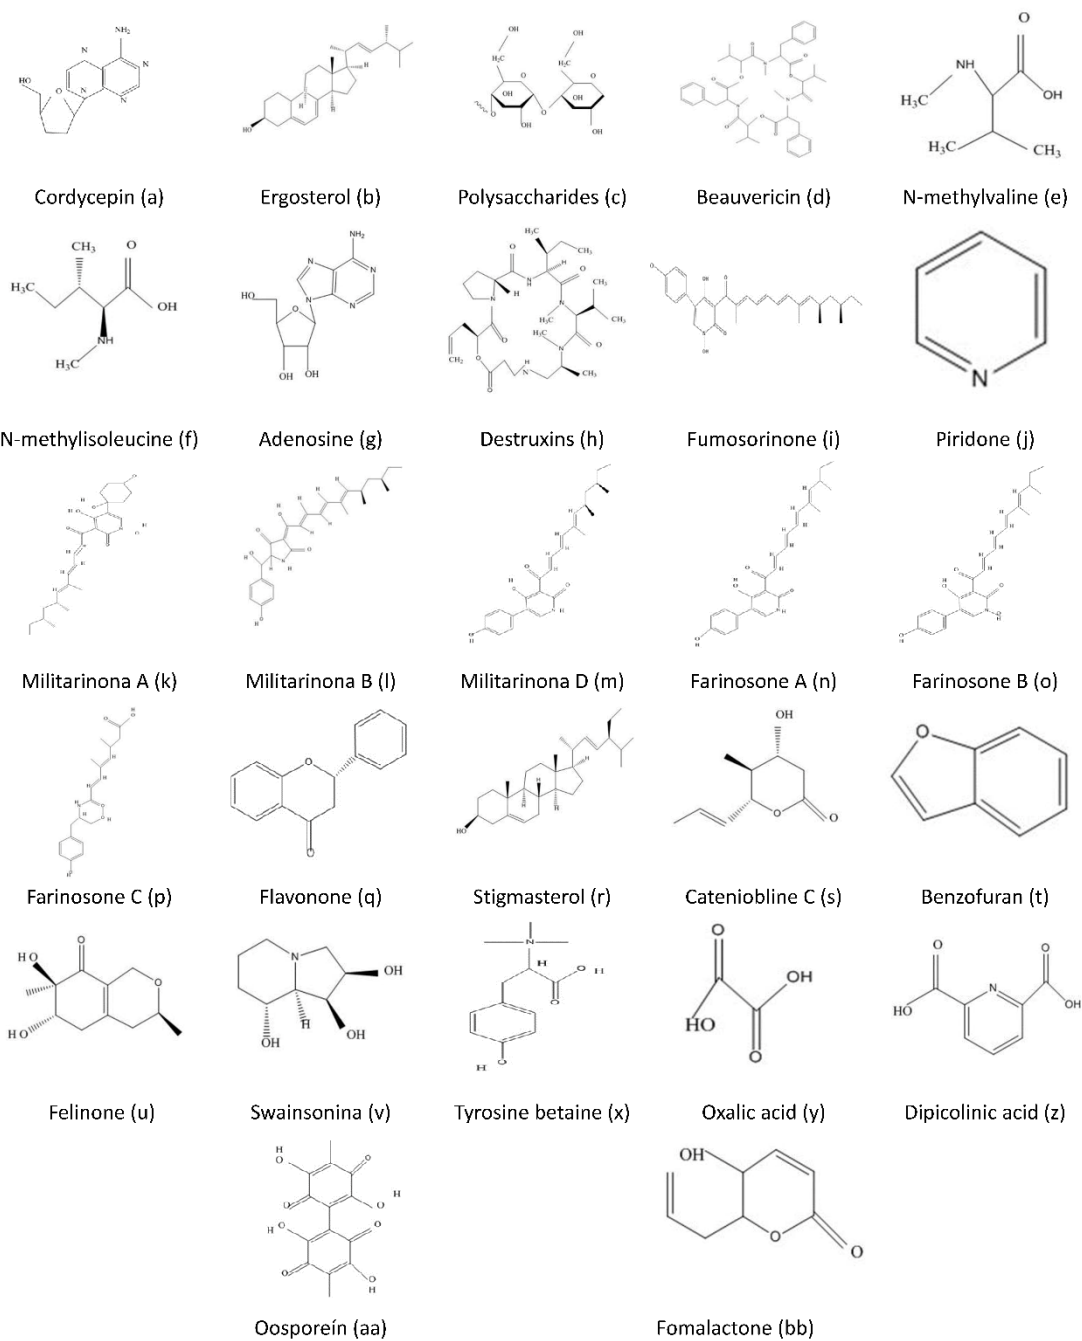 Cordycepin (a)
Ergosterol (b)
Polysaccharides (c)
Beauvericin (d)
N-methylvaline (e)
N-methylisoleucine (f)
Adenosine (g)
Destruxins (h)
Fumosorinone (i)
Piridone (j)
Militarinona A (k)
Militarinona B (l)
Militarinona D (m)
Farinosone A (n)
Farinosone B (o)
Farinosone C (p)
Flavonone (q)
Stigmasterol (r)
Cateniobline C (s)
Benzofuran (t)
Felinone (u)
Swainsonina (v)
Tyrosine betaine (x)
Oxalic acid (y)
Dipicolinic acid (z)
Oosporeín (aa)
Fomalactone (bb)